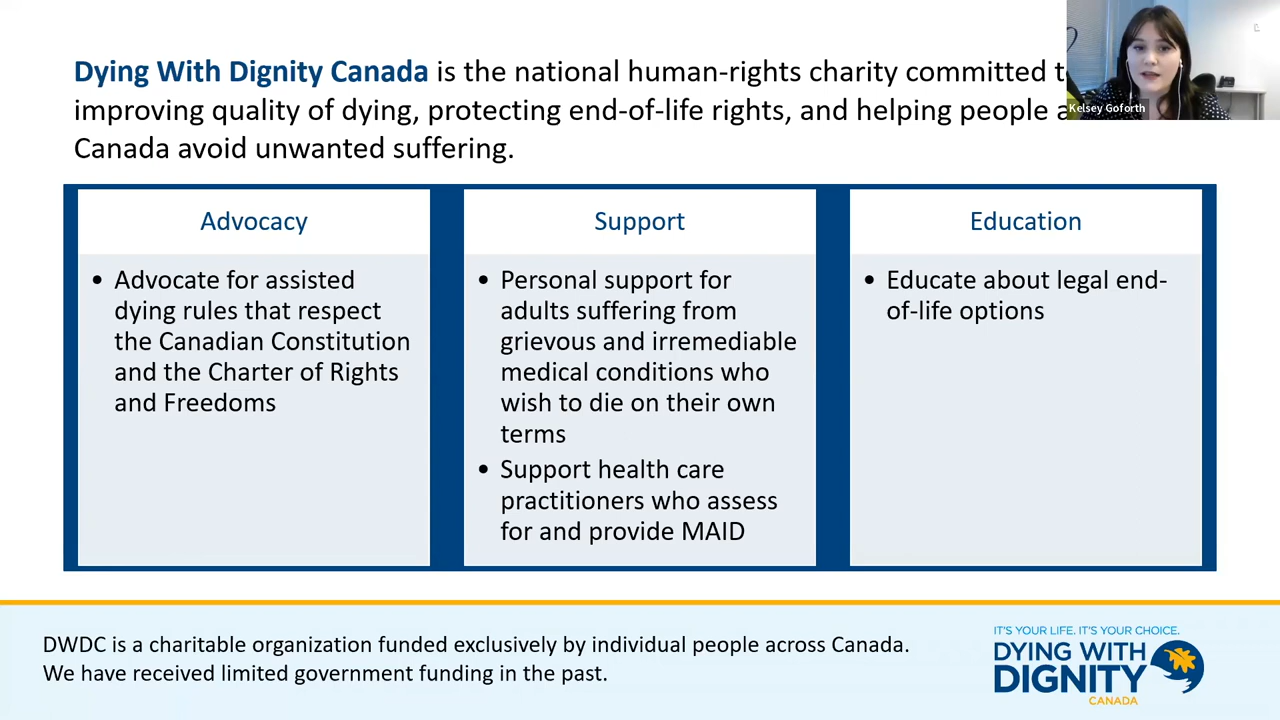 Dying With Dignity Canada is the national human-rights charity committed
improving quality of dying, protecting end-of-life rights, and helping people
Canada avoid unwanted suffering.
Kelsey Goforth
Advocacy
• Advocate for assisted
dying rules that respect
the Canadian Constitution
and the Charter of Rights
and Freedoms
Support
• Personal support for
adults suffering from
grievous and irremediable
medical conditions who
wish to die on their own
terms
• Support health care
practitioners who assess
for and provide MAID
Education
• Educate about legal end-
of-life options
DWDC is a charitable organization funded exclusively by individual people across Canada.
We have received limited government funding in the past.
IT'S YOUR LIFE. IT'S YOUR CHOICE.
DYING WITH
DIGNITY
CANADA